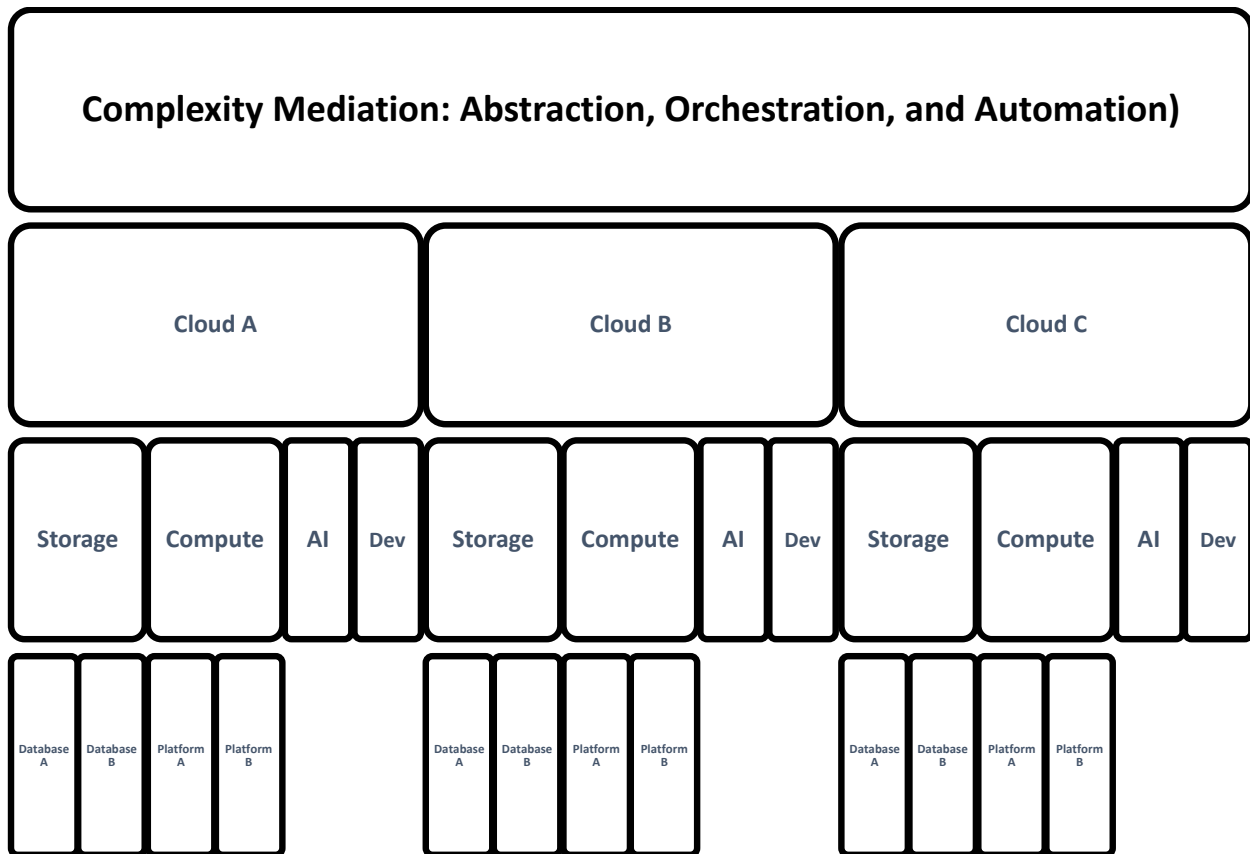 Complexity Mediation: Abstraction, Orchestration, and Automation)
Cloud A
Cloud B
Cloud C
Storage
Compute
AI
Dev
Storage
Compute
AI
Dev
Storage
Compute
AI
Dev
Database
A
Database
B
Platform
A
Platform
B
Database
A
Database
B
Platform
A
Platform
B
Database
A
Database
B
Platform
A
Platform
B